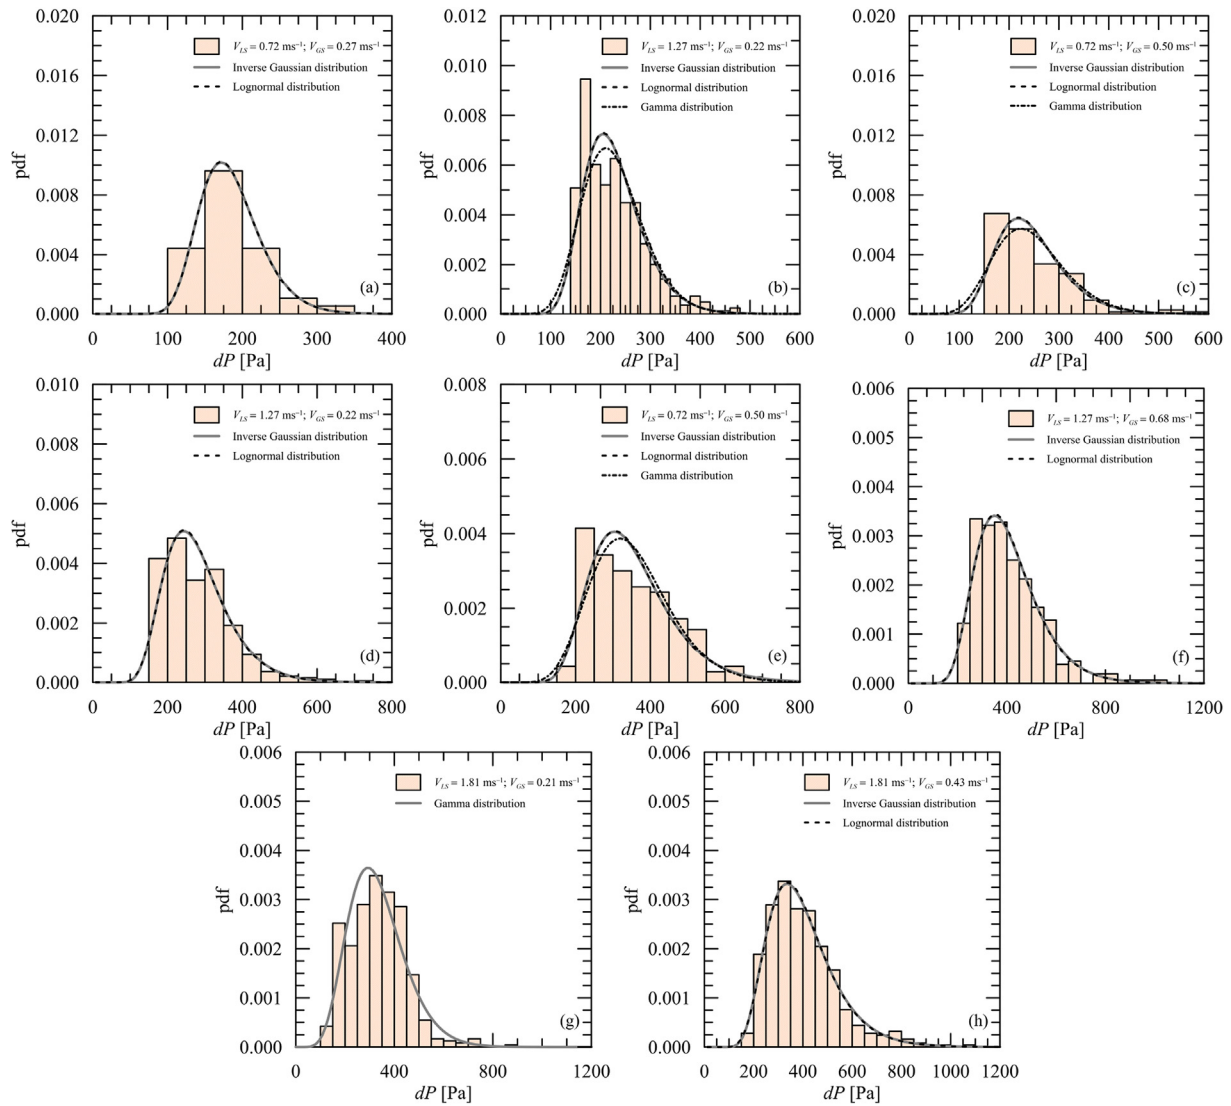 0.020
0.016
0.012
0.008
0.004
0.000
pdf
V_LS = 0.72 ms⁻¹; V_GS = 0.27 ms⁻¹
Inverse Gaussian distribution
Lognormal distribution
(a)
0 100 200 300 400
dP [Pa]
0.012
0.010
0.008
0.006
0.004
0.002
0.000
pdf
V_LS = 1.27 ms⁻¹; V_GS = 0.22 ms⁻¹
Inverse Gaussian distribution
Lognormal distribution
Gamma distribution
(b)
0 100 200 300 400 500 600
dP [Pa]
0.020
0.016
0.012
0.008
0.004
0.000
pdf
V_LS = 0.72 ms⁻¹; V_GS = 0.50 ms⁻¹
Inverse Gaussian distribution
Lognormal distribution
Gamma distribution
(c)
0 100 200 300 400 500 600
dP [Pa]
0.010
0.008
0.006
0.004
0.002
0.000
pdf
V_LS = 1.27 ms⁻¹; V_GS = 0.22 ms⁻¹
Inverse Gaussian distribution
Lognormal distribution
(d)
0 200 400 600 800
dP [Pa]
0.008
0.006
0.004
0.002
0.000
pdf
V_LS = 0.72 ms⁻¹; V_GS = 0.50 ms⁻¹
Inverse Gaussian distribution
Lognormal distribution
Gamma distribution
(e)
0 200 400 600 800
dP [Pa]
0.006
0.005
0.004
0.003
0.002
0.001
0.000
pdf
V_LS = 1.27 ms⁻¹; V_GS = 0.68 ms⁻¹
Inverse Gaussian distribution
Lognormal distribution
(f)
0 400 800 1200
dP [Pa]
0.006
0.005
0.004
0.003
0.002
0.001
0.000
pdf
V_LS = 1.81 ms⁻¹; V_GS = 0.21 ms⁻¹
Gamma distribution
(g)
0 400 800 1200
dP [Pa]
0.006
0.005
0.004
0.003
0.002
0.001
0.000
pdf
V_LS = 1.81 ms⁻¹; V_GS = 0.43 ms⁻¹
Inverse Gaussian distribution
Lognormal distribution
(h)
0 200 400 600 800 1000 1200
dP [Pa]